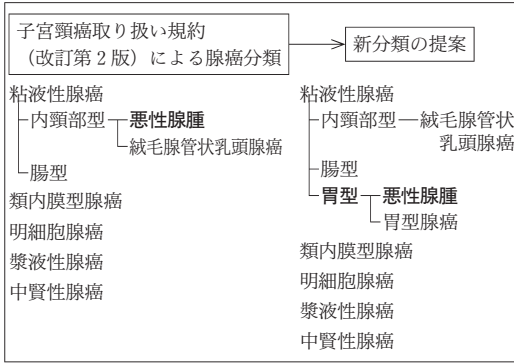 子宮頸癌取り扱い規約
（改訂第2版）による腺癌分類
新分類の提案
粘液性腺癌
内頸部型
悪性腺腫
絨毛腺管状乳頭腺癌
腸型
類内膜型腺癌
明細胞腺癌
漿液性腺癌
中腎性腺癌
粘液性腺癌
内頸部型
絨毛腺管状
乳頭腺癌
腸型
胃型
悪性腺腫
胃型腺癌
類内膜型腺癌
明細胞腺癌
漿液性腺癌
中腎性腺癌